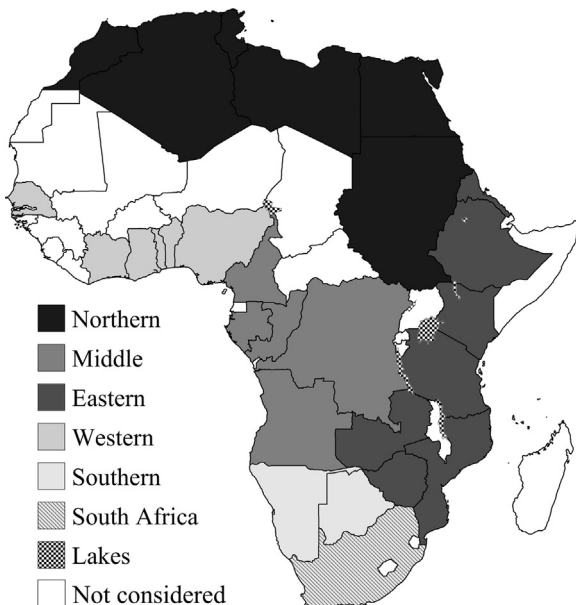 Northern
Middle
Eastern
Western
Southern
South Africa
Lakes
Not considered